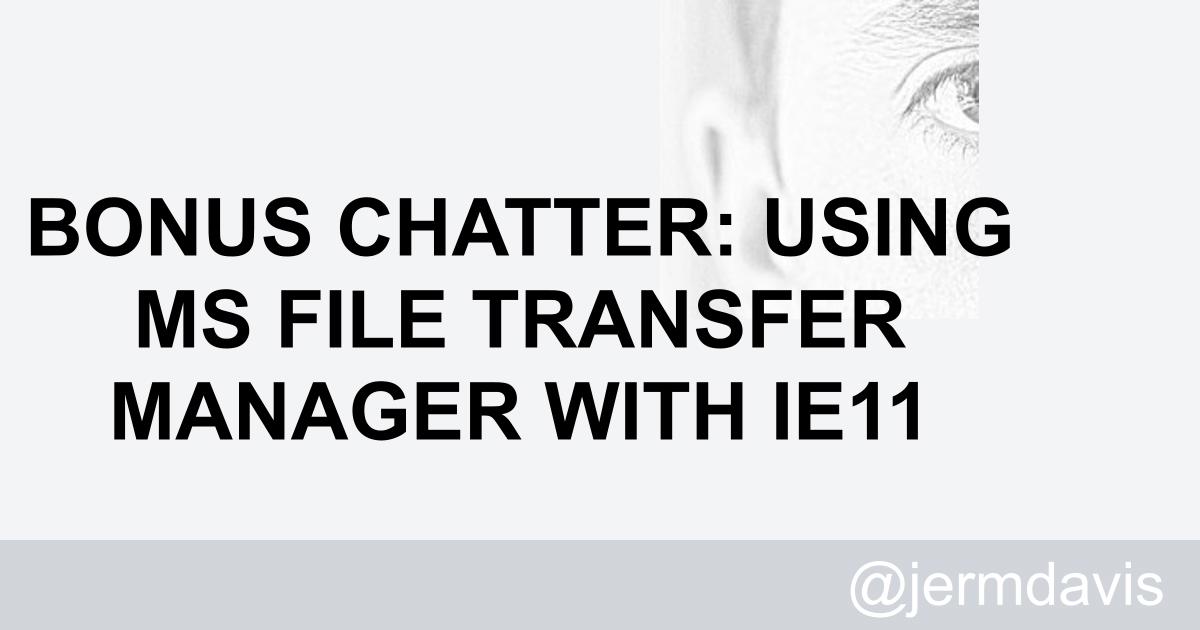 BONUS CHATTER: USING
MS FILE TRANSFER
MANAGER WITH IE11
@jermdavis